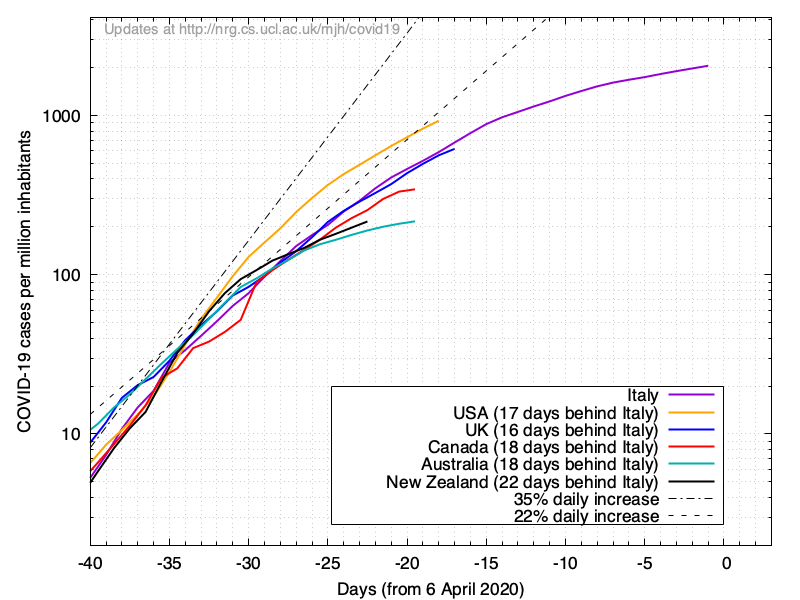 Updates at http://nrg.cs.ucl.ac.uk/mjh/covid19
COVID-19 cases per million inhabitants
1000
100
10
Italy
USA (17 days behind Italy)
UK (16 days behind Italy)
Canada (18 days behind Italy)
Australia (18 days behind Italy)
New Zealand (22 days behind Italy)
35% daily increase
22% daily increase
-40 -35 -30 -25 -20 -15 -10 -5 0
Days (from 6 April 2020)